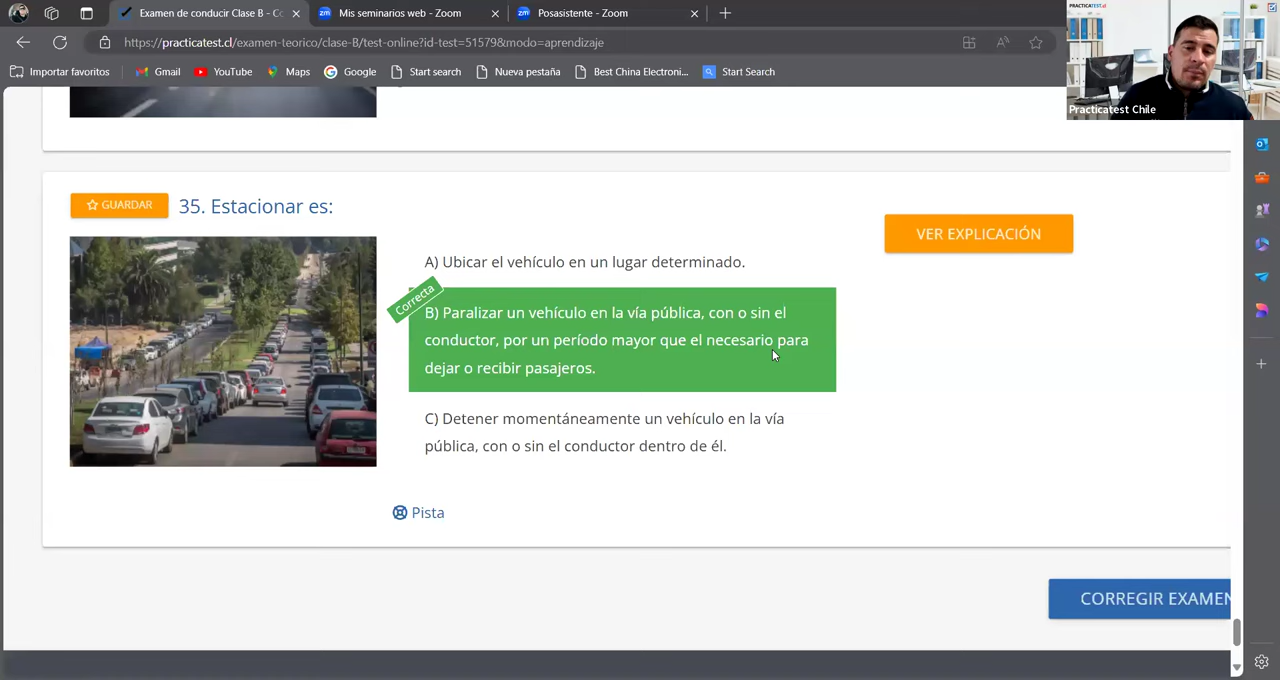 Examen de conducir Clase B - Co
Mis seminarios web - Zoom
Posasistente - Zoom
https://practicatest.cl/examen-teorico/clase-B/test-online?id-test=51579&modo=aprendizaje
Importar favoritos
Gmail
YouTube
Maps
Google
Start search
Nueva pestaña
Best China Electroni...
Start Search
PRACTICATEST.cl
Practicatest Chile
GUARDAR
35. Estacionar es:
VER EXPLICACIÓN
A) Ubicar el vehículo en un lugar determinado.
Correcta
B) Paralizar un vehículo en la vía pública, con o sin el
conductor, por un período mayor que el necesario para
dejar o recibir pasajeros.
C) Detener momentáneamente un vehículo en la vía
pública, con o sin el conductor dentro de él.
Pista
CORREGIR EXAMEN